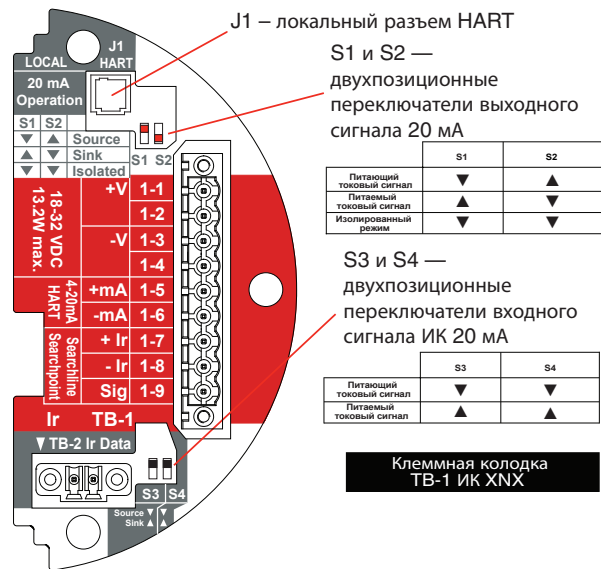 J1 – локальный разъем HART
S1 и S2 —
двухпозиционные
переключатели выходного
сигнала 20 мА
S1 S2
Питающий
токовый сигнал ▼ ▲
Питаемый
токовый сигнал ▲ ▼
Изолированный
режим ▼ ▼
S3 и S4 —
двухпозиционные
переключатели входного
сигнала ИК 20 мА
S3 S4
Питающий
токовый сигнал ▼ ▼
Питаемый
токовый сигнал ▲ ▲
Клеммная колодка
TB-1 ИК XNX
J1
LOCAL HART
20 mA
Operation
S1 S2
▼ ▲ Source
▲ ▼ Sink
▼ ▼ Isolated
S1 S2
18-32 VDC
13.2W max.
+V 1-1
1-2
-V 1-3
1-4
4-20mA
HART
+mA 1-5
-mA 1-6
Searchline
Searchpoint
+ Ir 1-7
- Ir 1-8
Sig 1-9
Ir TB-1
▼ TB-2 Ir Data
S3 S4
Source ▼ ▼
Sink ▲ ▲